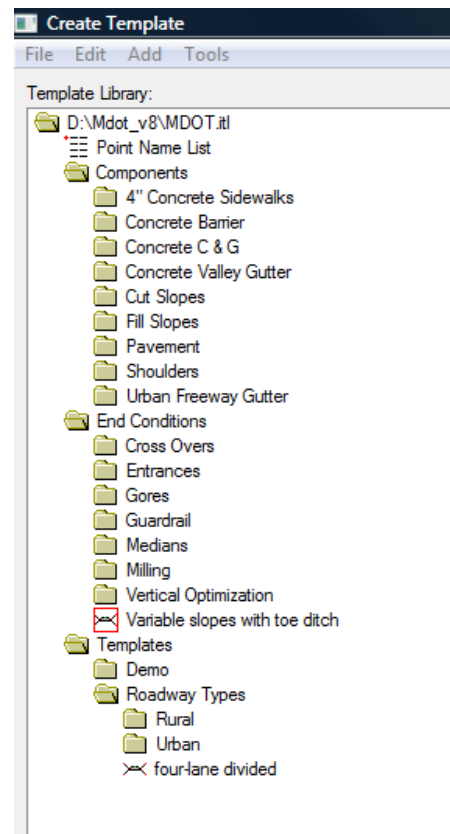 Create Template
File Edit Add Tools
Template Library:
D:\Mdot_v8\MDOT.itl
Point Name List
Components
4" Concrete Sidewalks
Concrete Barrier
Concrete C & G
Concrete Valley Gutter
Cut Slopes
Fill Slopes
Pavement
Shoulders
Urban Freeway Gutter
End Conditions
Cross Overs
Entrances
Gores
Guardrail
Medians
Milling
Vertical Optimization
Variable slopes with toe ditch
Templates
Demo
Roadway Types
Rural
Urban
four-lane divided